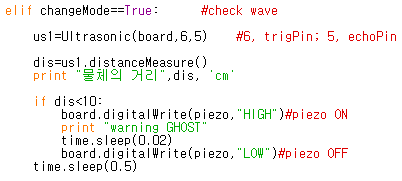 elif changeMode==True:      #check wave
us1=Ultrasonic(board,6,5)    #6, trigPin; 5, echoPin
dis=us1.distanceMeasure()
print "물체의 거리",dis, 'cm'
if dis<10:
board.digitalWrite(piezo,"HIGH")#piezo ON
print "warning GHOST"
time.sleep(0.02)
board.digitalWrite(piezo,"LOW")#piezo OFF
time.sleep(0.5)